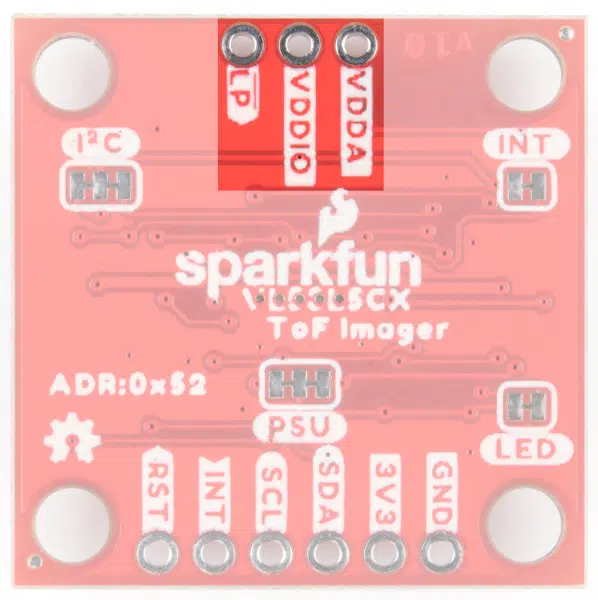 LP VDDIO VDDA V10
I²C
INT
sparkfun
VL53L5CX
ToF Imager
ADR:0x52
PSU
LED
RST INT SCL SDA 3V3 GND